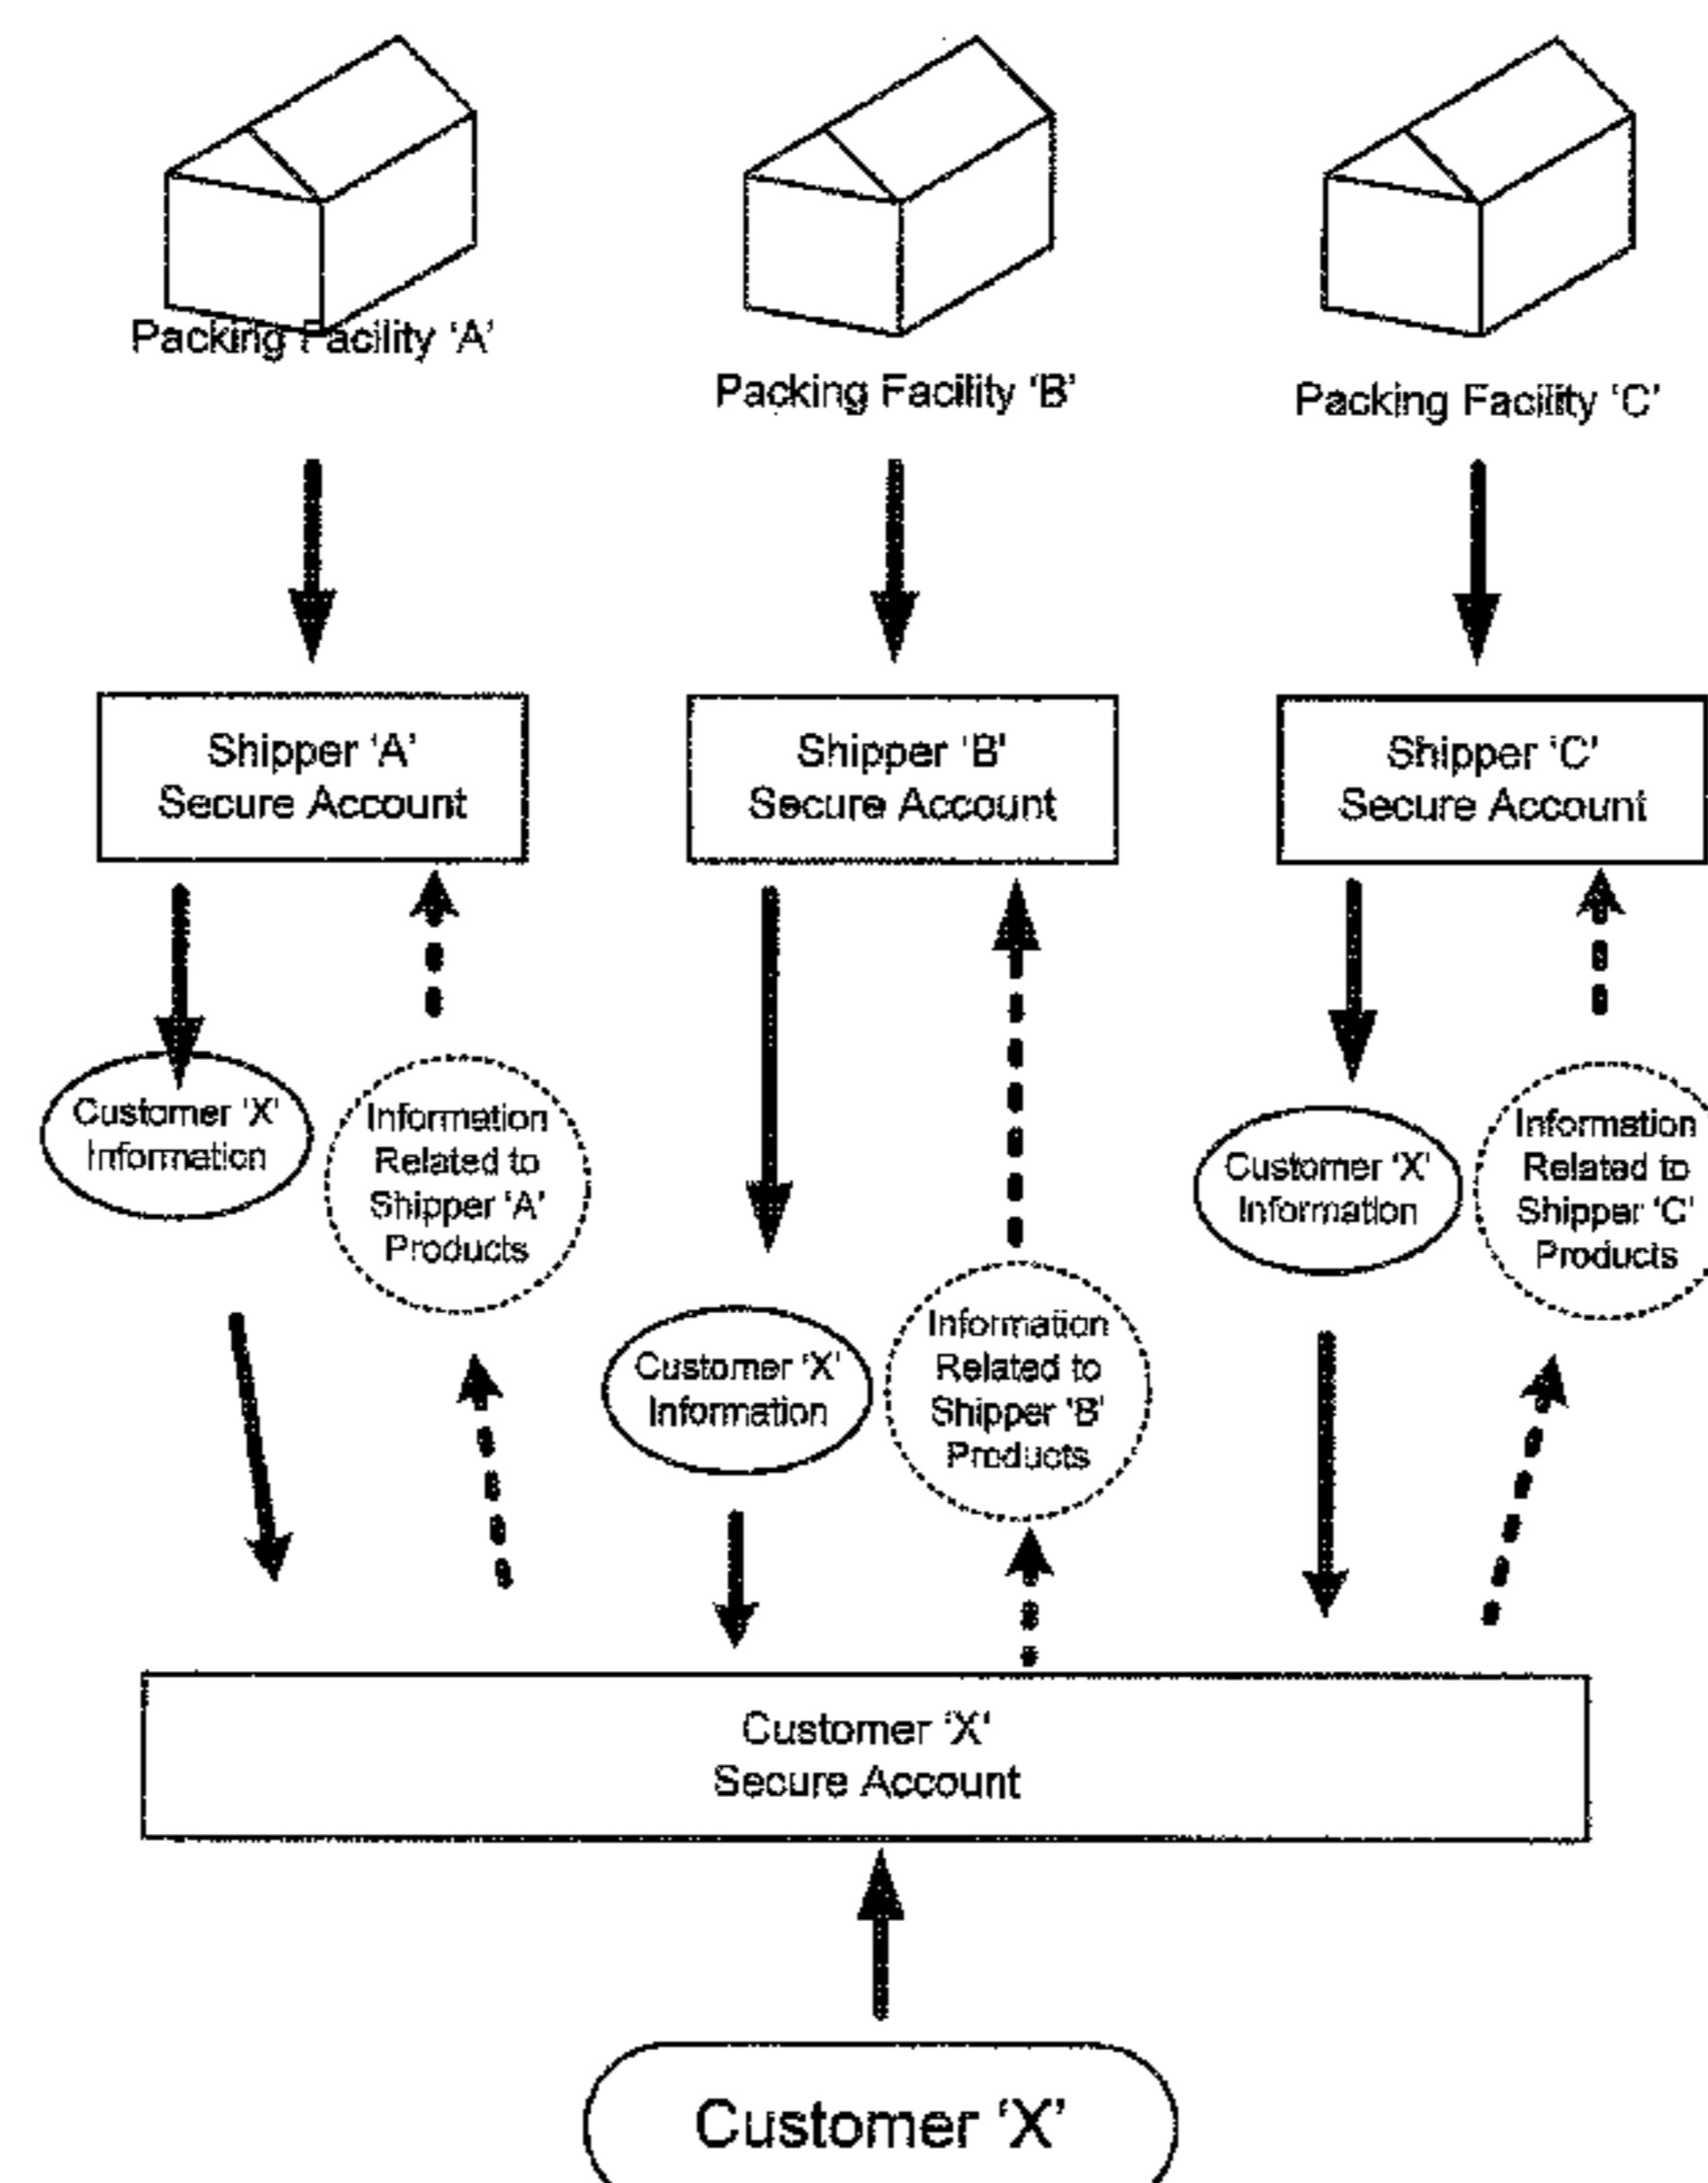 Packing Facility ‘A’
Packing Facility ‘B’
Packing Facility ‘C’
Shipper ‘A’
Secure Account
Shipper ‘B’
Secure Account
Shipper ‘C’
Secure Account
Customer ‘X’
Information
Information
Related to
Shipper ‘A’
Products
Customer ‘X’
Information
Information
Related to
Shipper ‘B’
Products
Customer ‘X’
Information
Information
Related to
Shipper ‘C’
Products
Customer ‘X’
Secure Account
Customer ‘X’